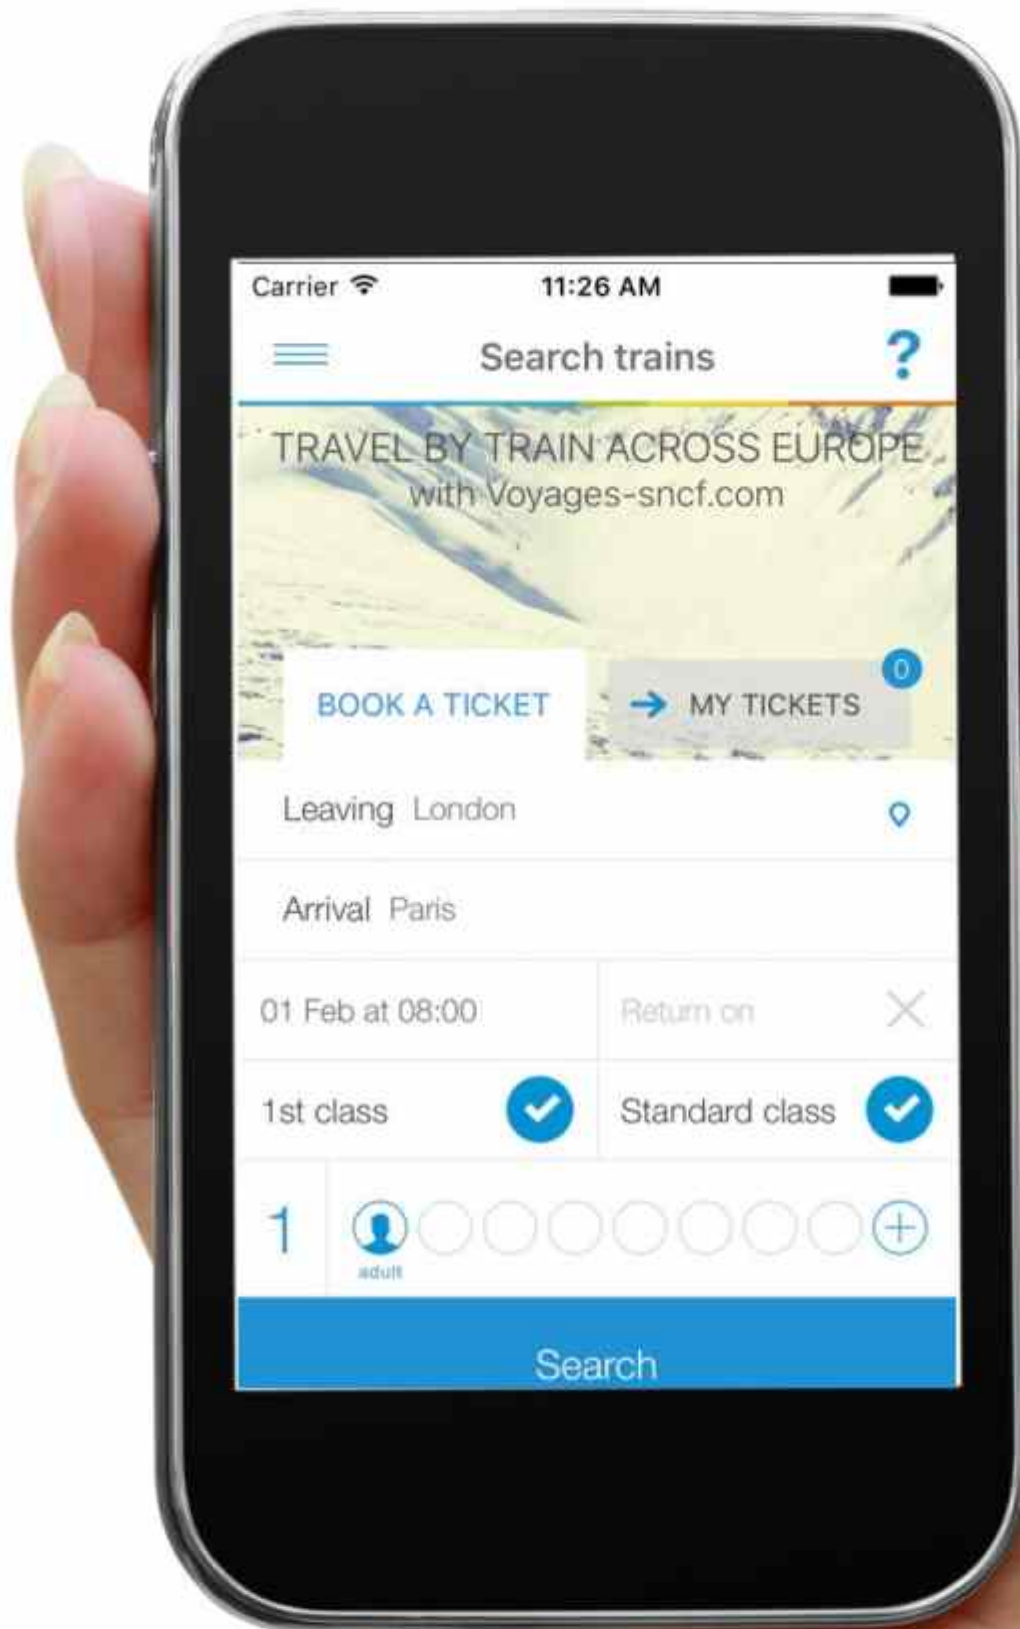 Carrier 11:26 AM
Search trains ?
TRAVEL BY TRAIN ACROSS EUROPE
with Voyages-sncf.com
0
BOOK A TICKET MY TICKETS
Leaving London
Arrival Paris
01 Feb at 08:00 Return on
1st class Standard class
1
adult
Search